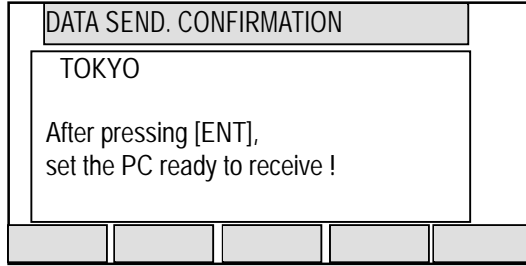 DATA SEND. CONFIRMATION
TOKYO
After pressing [ENT],
set the PC ready to receive !